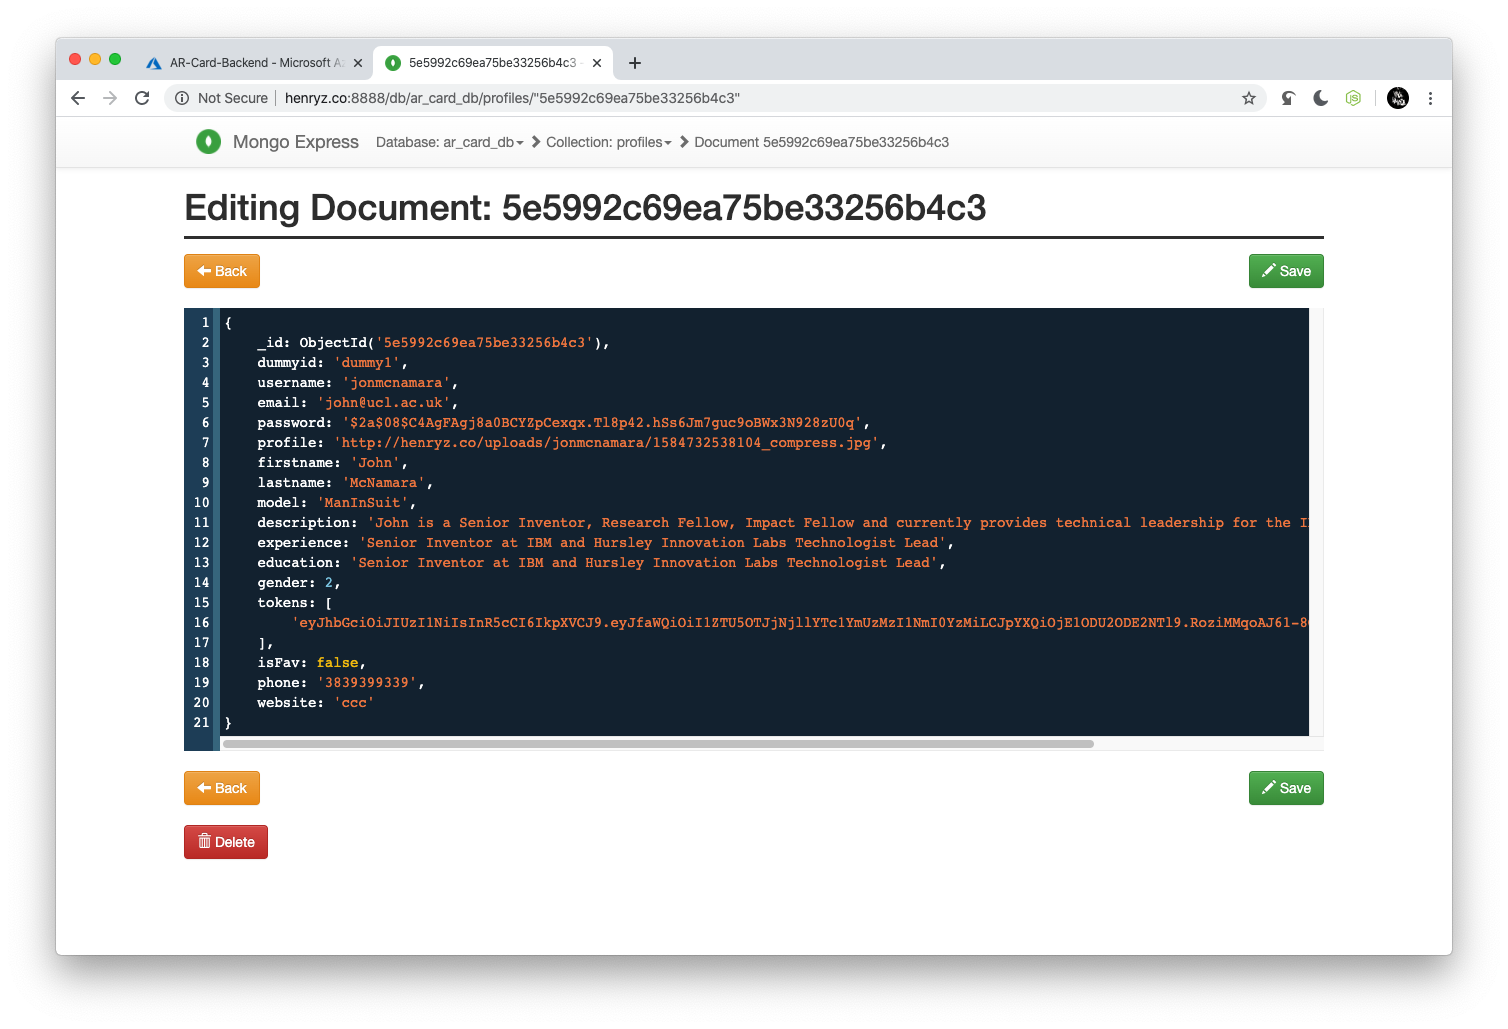 AR-Card-Backend - Microsoft Az
5e5992c69ea75be33256b4c3 -
Not Secure
henryz.co:8888/db/ar_card_db/profiles/"5e5992c69ea75be33256b4c3"
Mongo Express
Database: ar_card_db
Collection: profiles
Document 5e5992c69ea75be33256b4c3
Editing Document: 5e5992c69ea75be33256b4c3
Back
Save
1 {
2 _id: ObjectId('5e5992c69ea75be33256b4c3'),
3 dummyid: 'dummy1',
4 username: 'jonmcnamara',
5 email: 'john@ucl.ac.uk',
6 password: '$2a$08$C4AgFAgj8a0BCYZpCexqx.Tl8p42.hSs6Jm7guc9oBWx3N928zU0q',
7 profile: 'http://henryz.co/uploads/jonmcnamara/1584732538104_compress.jpg',
8 firstname: 'John',
9 lastname: 'McNamara',
10 model: 'ManInSuit',
11 description: 'John is a Senior Inventor, Research Fellow, Impact Fellow and currently provides technical leadership for the I
12 experience: 'Senior Inventor at IBM and Hursley Innovation Labs Technologist Lead',
13 education: 'Senior Inventor at IBM and Hursley Innovation Labs Technologist Lead',
14 gender: 2,
15 tokens: [
16 'eyJhbGciOiJIUzI1NiIsInR5cCI6IkpXVCJ9.eyJfaWQiOiI1ZTU5OTJjNjllYTc1YmUzMzI1NmI0YzMiLCJpYXQiOjE1ODU2ODE2NTl9.RoziMMqoAJ61-8
17 ],
18 isFav: false,
19 phone: '3839399339',
20 website: 'ccc'
21 }
Back
Save
Delete